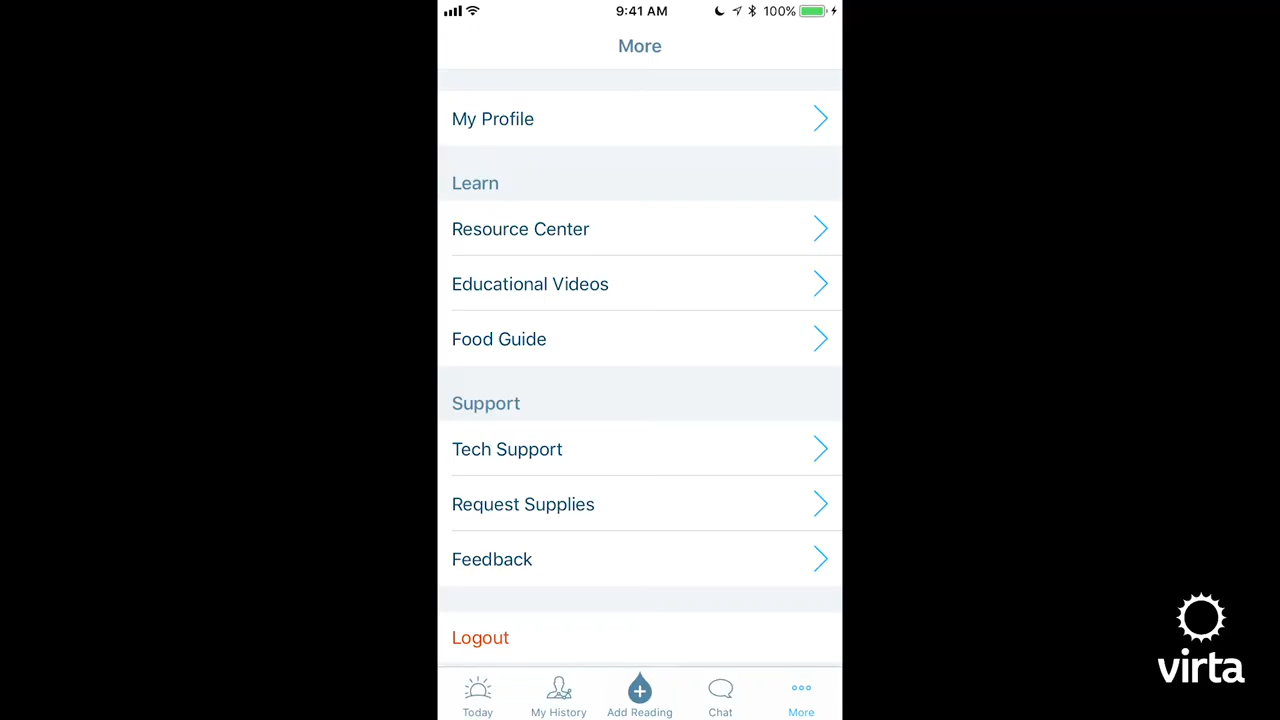 9:41 AM
100%
More
My Profile
Learn
Resource Center
Educational Videos
Food Guide
Support
Tech Support
Request Supplies
Feedback
Logout
Today
My History
Add Reading
Chat
More
virta